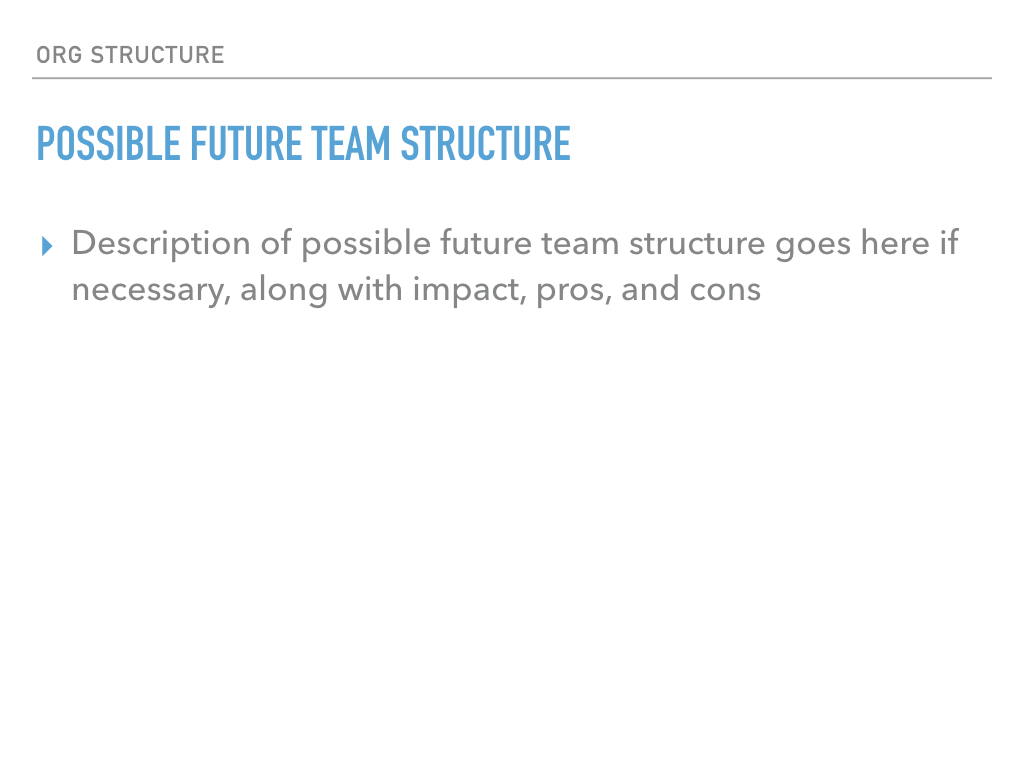 ORG STRUCTURE
POSSIBLE FUTURE TEAM STRUCTURE
Description of possible future team structure goes here if
necessary, along with impact, pros, and cons